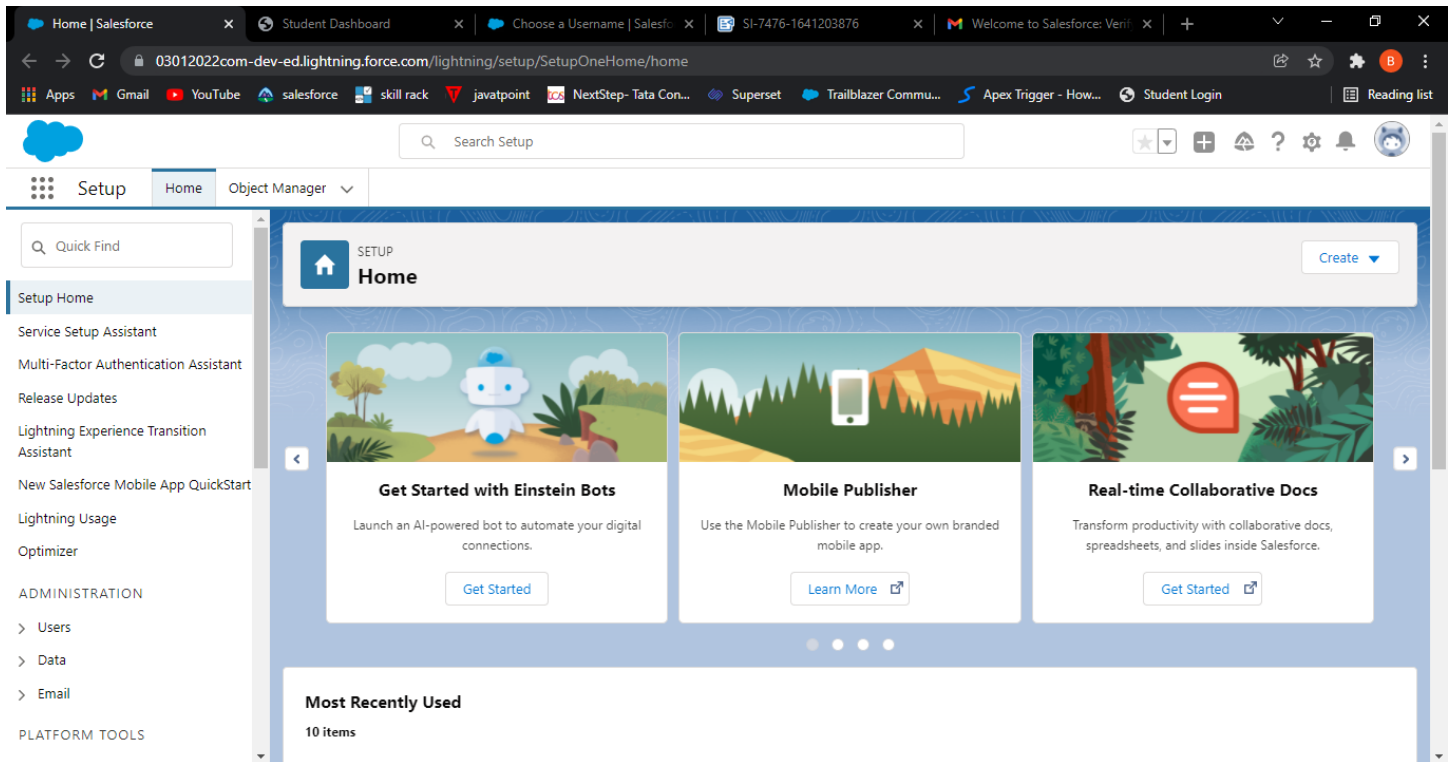 Home | Salesforce
Student Dashboard
Choose a Username | Salesfo
SI-7476-1641203876
Welcome to Salesforce: Verif
03012022com-dev-ed.lightning.force.com/lightning/setup/SetupOneHome/home
B
Apps
Gmail
YouTube
salesforce
skill rack
javatpoint
NextStep- Tata Con...
Superset
Trailblazer Commu...
Apex Trigger - How...
Student Login
Reading list
Search Setup
Setup
Home
Object Manager
Quick Find
Setup Home
Service Setup Assistant
Multi-Factor Authentication Assistant
Release Updates
Lightning Experience Transition
Assistant
New Salesforce Mobile App QuickStart
Lightning Usage
Optimizer
ADMINISTRATION
Users
Data
Email
PLATFORM TOOLS
SETUP
Home
Create
Get Started with Einstein Bots
Launch an AI-powered bot to automate your digital
connections.
Get Started
Mobile Publisher
Use the Mobile Publisher to create your own branded
mobile app.
Learn More
Real-time Collaborative Docs
Transform productivity with collaborative docs,
spreadsheets, and slides inside Salesforce.
Get Started
Most Recently Used
10 items